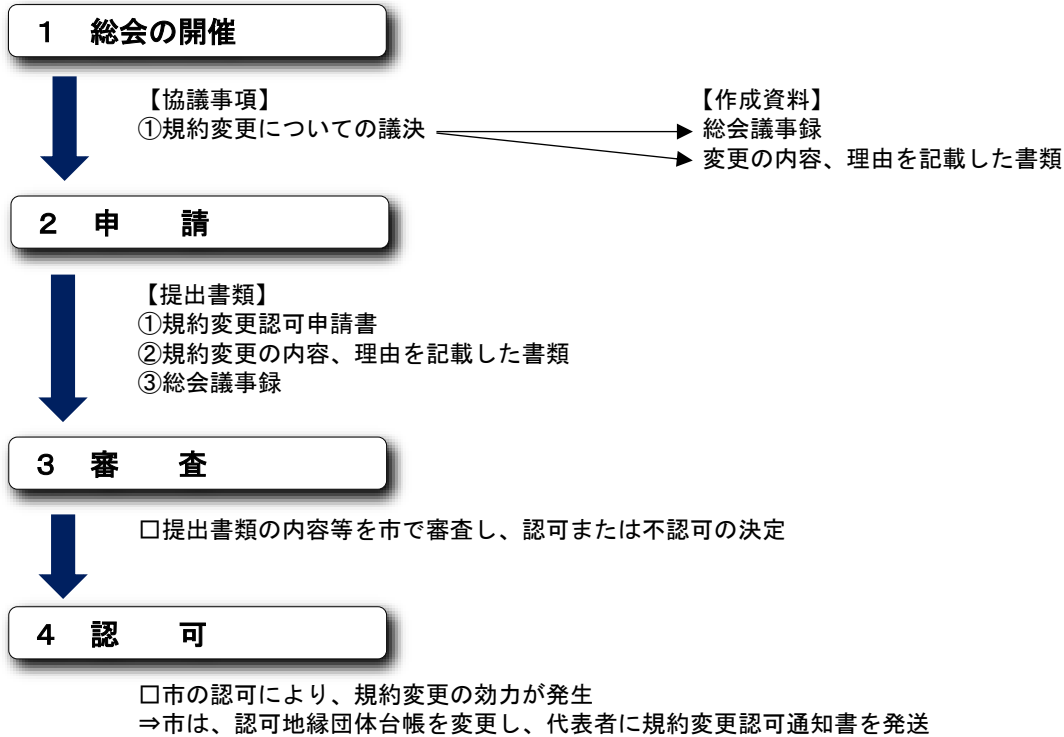 １　総会の開催
【協議事項】
①規約変更についての議決
【作成資料】
総会議事録
変更の内容、理由を記載した書類
２　申　　請
【提出書類】
①規約変更認可申請書
②規約変更の内容、理由を記載した書類
③総会議事録
３　審　　査
□提出書類の内容等を市で審査し、認可または不認可の決定
４　認　　可
□市の認可により、規約変更の効力が発生
⇒市は、認可地縁団体台帳を変更し、代表者に規約変更認可通知書を発送